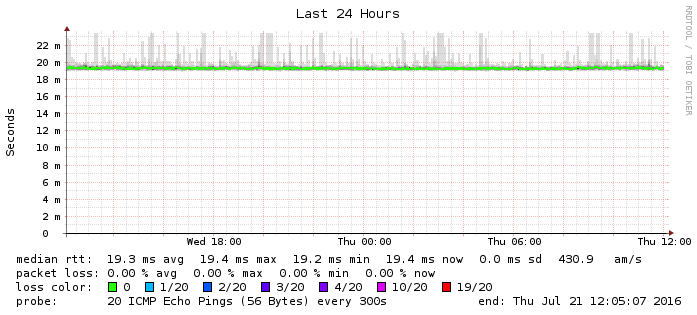 Last 24 Hours
RRDTOOL / TOBI OETIKER
Seconds
22 m
20 m
18 m
16 m
14 m
12 m
10 m
8 m
6 m
4 m
2 m
0
Wed 18:00 Thu 00:00 Thu 06:00 Thu 12:00
median rtt: 19.3 ms avg 19.4 ms max 19.2 ms min 19.4 ms now 0.0 ms sd 430.9 am/s
packet loss: 0.00 % avg 0.00 % max 0.00 % min 0.00 % now
loss color: 0 1/20 2/20 3/20 4/20 10/20 19/20
probe: 20 ICMP Echo Pings (56 Bytes) every 300s end: Thu Jul 21 12:05:07 2016